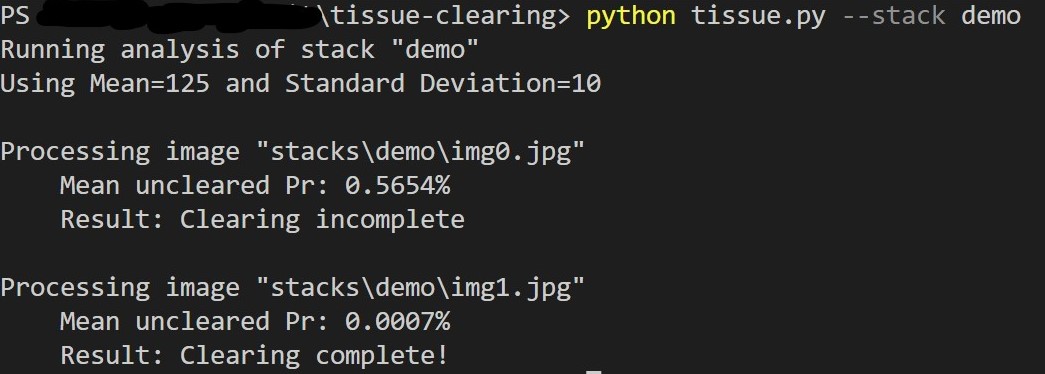 PS \tissue-clearing> python tissue.py --stack demo
Running analysis of stack "demo"
Using Mean=125 and Standard Deviation=10
Processing image "stacks\demo\img0.jpg"
Mean uncleared Pr: 0.5654%
Result: Clearing incomplete
Processing image "stacks\demo\img1.jpg"
Mean uncleared Pr: 0.0007%
Result: Clearing complete!